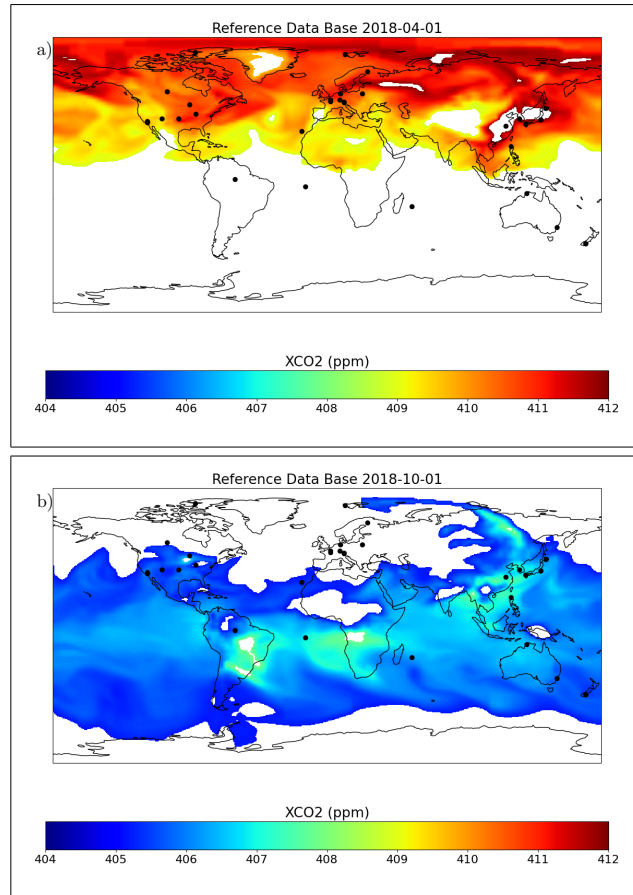 Reference Data Base 2018-04-01
a)
XCO2 (ppm)
404 405 406 407 408 409 410 411 412
Reference Data Base 2018-10-01
b)
XCO2 (ppm)
404 405 406 407 408 409 410 411 412